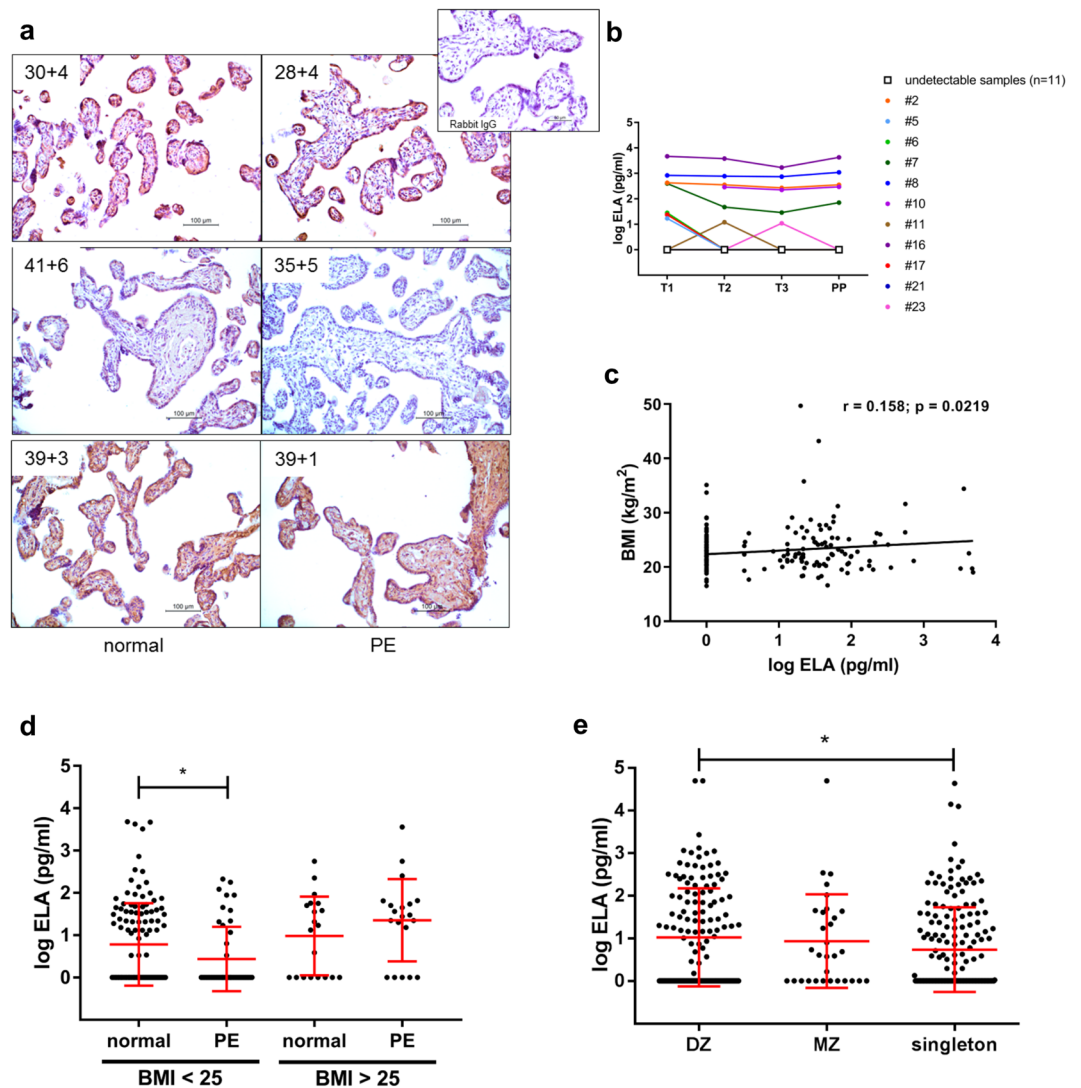 a
30+4
28+4
Rabbit IgG
100 µm
100 µm
41+6
35+5
100 µm
100 µm
39+3
39+1
100 µm
100 µm
normal
PE
b
log ELA (pg/ml)
5
4
3
2
1
0
T1
T2
T3
PP
undetectable samples (n=11)
#2
#5
#6
#7
#8
#10
#11
#16
#17
#21
#23
c
r = 0.158; p = 0.0219
BMI (kg/m²)
50
40
30
20
10
0
1
2
3
4
log ELA (pg/ml)
d
*
log ELA (pg/ml)
5
4
3
2
1
0
normal
PE
normal
PE
BMI < 25
BMI > 25
e
*
log ELA (pg/ml)
5
4
3
2
1
0
DZ
MZ
singleton